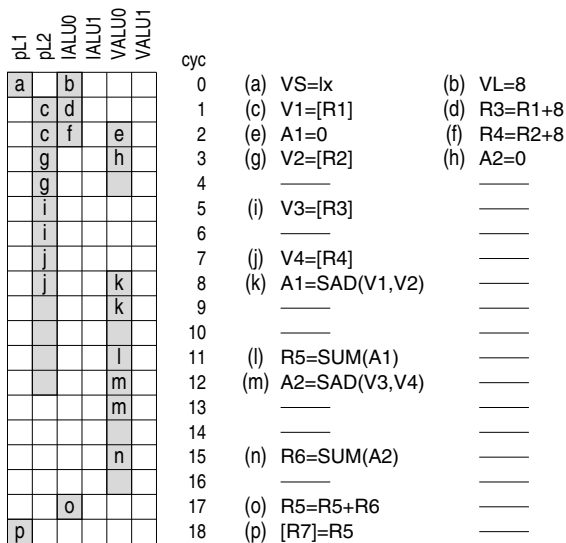 pL1 pL2 IALU0 IALU1 VALU0 VALU1 cyc
a b 0 (a) VS=lx (b) VL=8
c d 1 (c) V1=[R1] (d) R3=R1+8
c f e 2 (e) A1=0 (f) R4=R2+8
g h 3 (g) V2=[R2] (h) A2=0
g 4
i 5 (i) V3=[R3]
i 6
j 7 (j) V4=[R4]
j k 8 (k) A1=SAD(V1,V2)
k 9
10
l 11 (l) R5=SUM(A1)
m 12 (m) A2=SAD(V3,V4)
m 13
14
n 15 (n) R6=SUM(A2)
16
o 17 (o) R5=R5+R6
p 18 (p) [R7]=R5